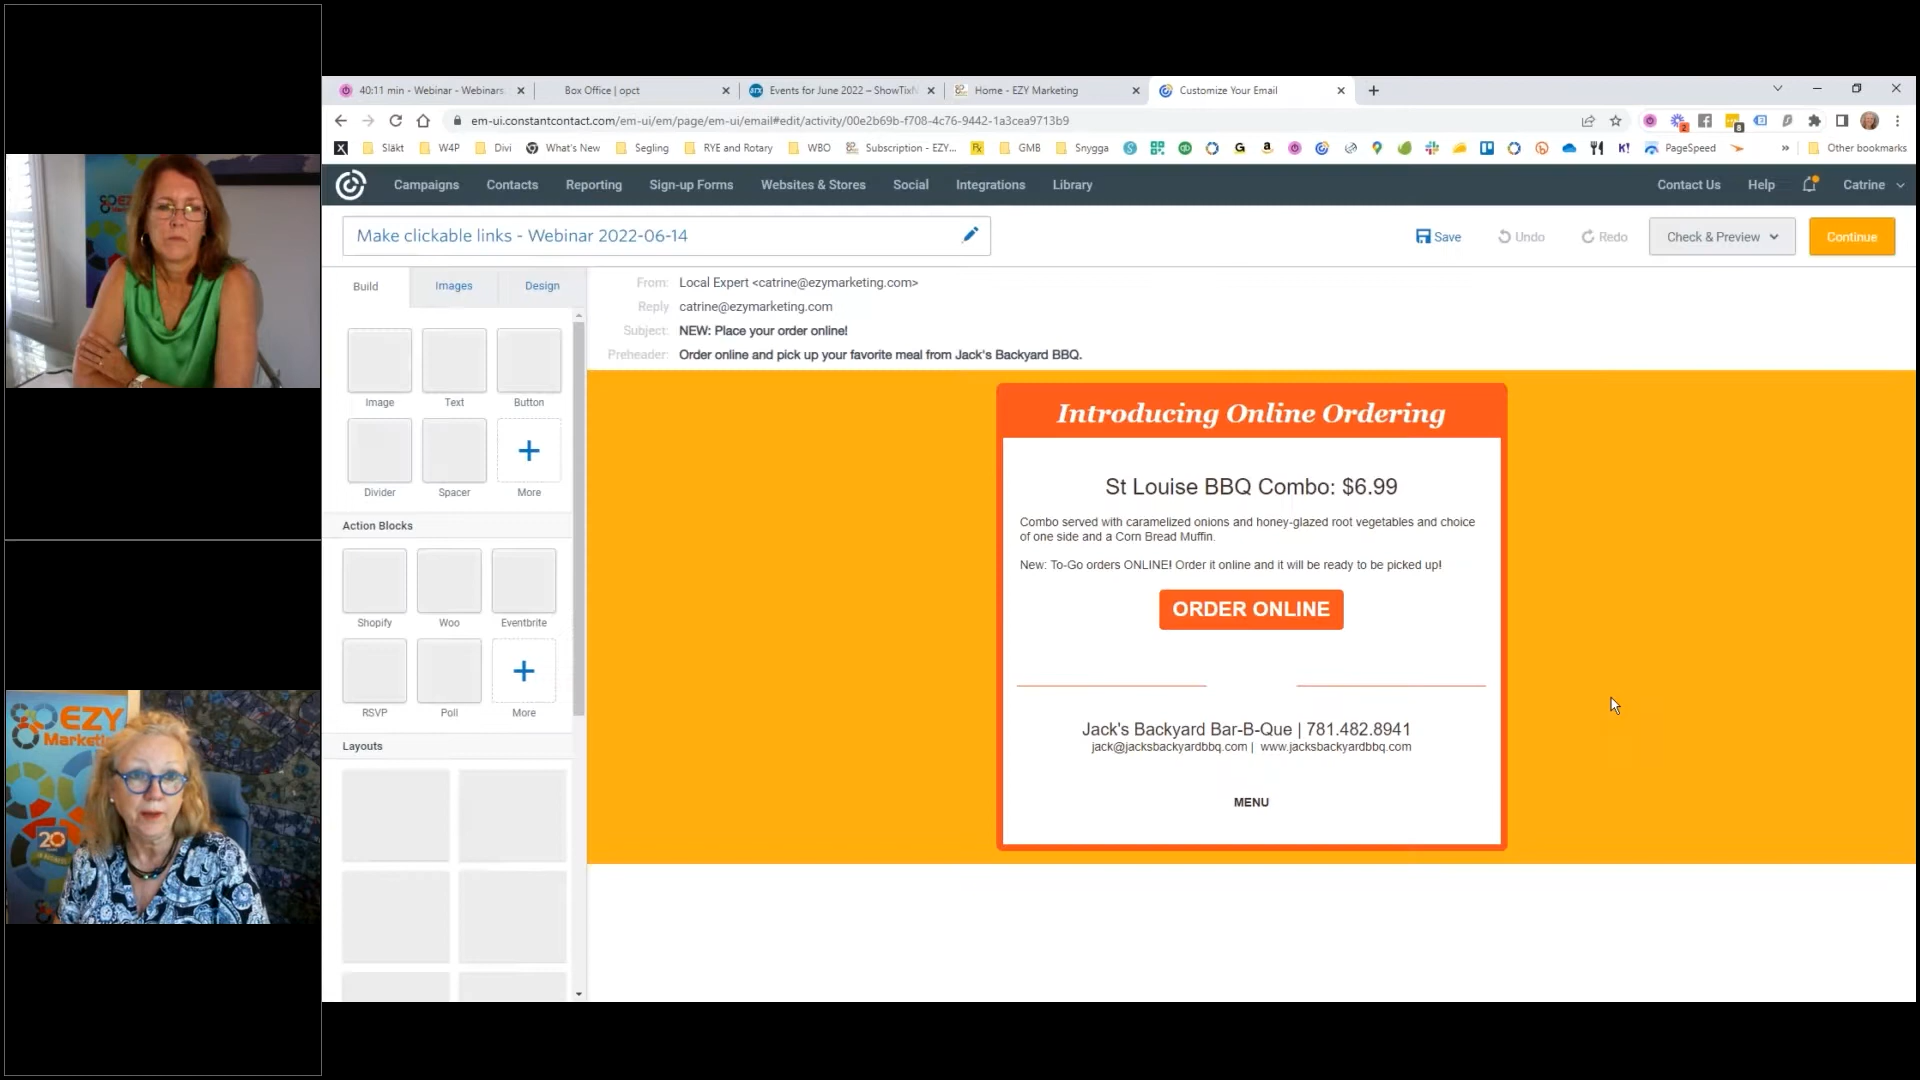 40:11 min - Webinar - Webinars.
Box Office | opct
Events for June 2022 – ShowTixN
Home - EZY Marketing
Customize Your Email
em-ui.constantcontact.com/em-ui/em/page/em-ui/email#edit/activity/00e2b69b-f708-4c76-9442-1a3cea9713b9
Släkt
W4P
Divi
What's New
Segling
RYE and Rotary
WBO
Subscription - EZY...
GMB
Snygga
PageSpeed
»
Other bookmarks
Campaigns
Contacts
Reporting
Sign-up Forms
Websites & Stores
Social
Integrations
Library
Contact Us
Help
Catrine
Make clickable links - Webinar 2022-06-14
Save
Undo
Redo
Check & Preview
Continue
Build
Images
Design
From: Local Expert <catrine@ezymarketing.com>
Reply catrine@ezymarketing.com
Subject: NEW: Place your order online!
Preheader: Order online and pick up your favorite meal from Jack's Backyard BBQ.
Image
Text
Button
Divider
Spacer
More
Action Blocks
Shopify
Woo
Eventbrite
RSVP
Poll
More
Layouts
Introducing Online Ordering
St Louise BBQ Combo: $6.99
Combo served with caramelized onions and honey-glazed root vegetables and choice
of one side and a Corn Bread Muffin.
New: To-Go orders ONLINE! Order it online and it will be ready to be picked up!
ORDER ONLINE
Jack's Backyard Bar-B-Que | 781.482.8941
jack@jacksbackyardbbq.com | www.jacksbackyardbbq.com
MENU
EZY
20